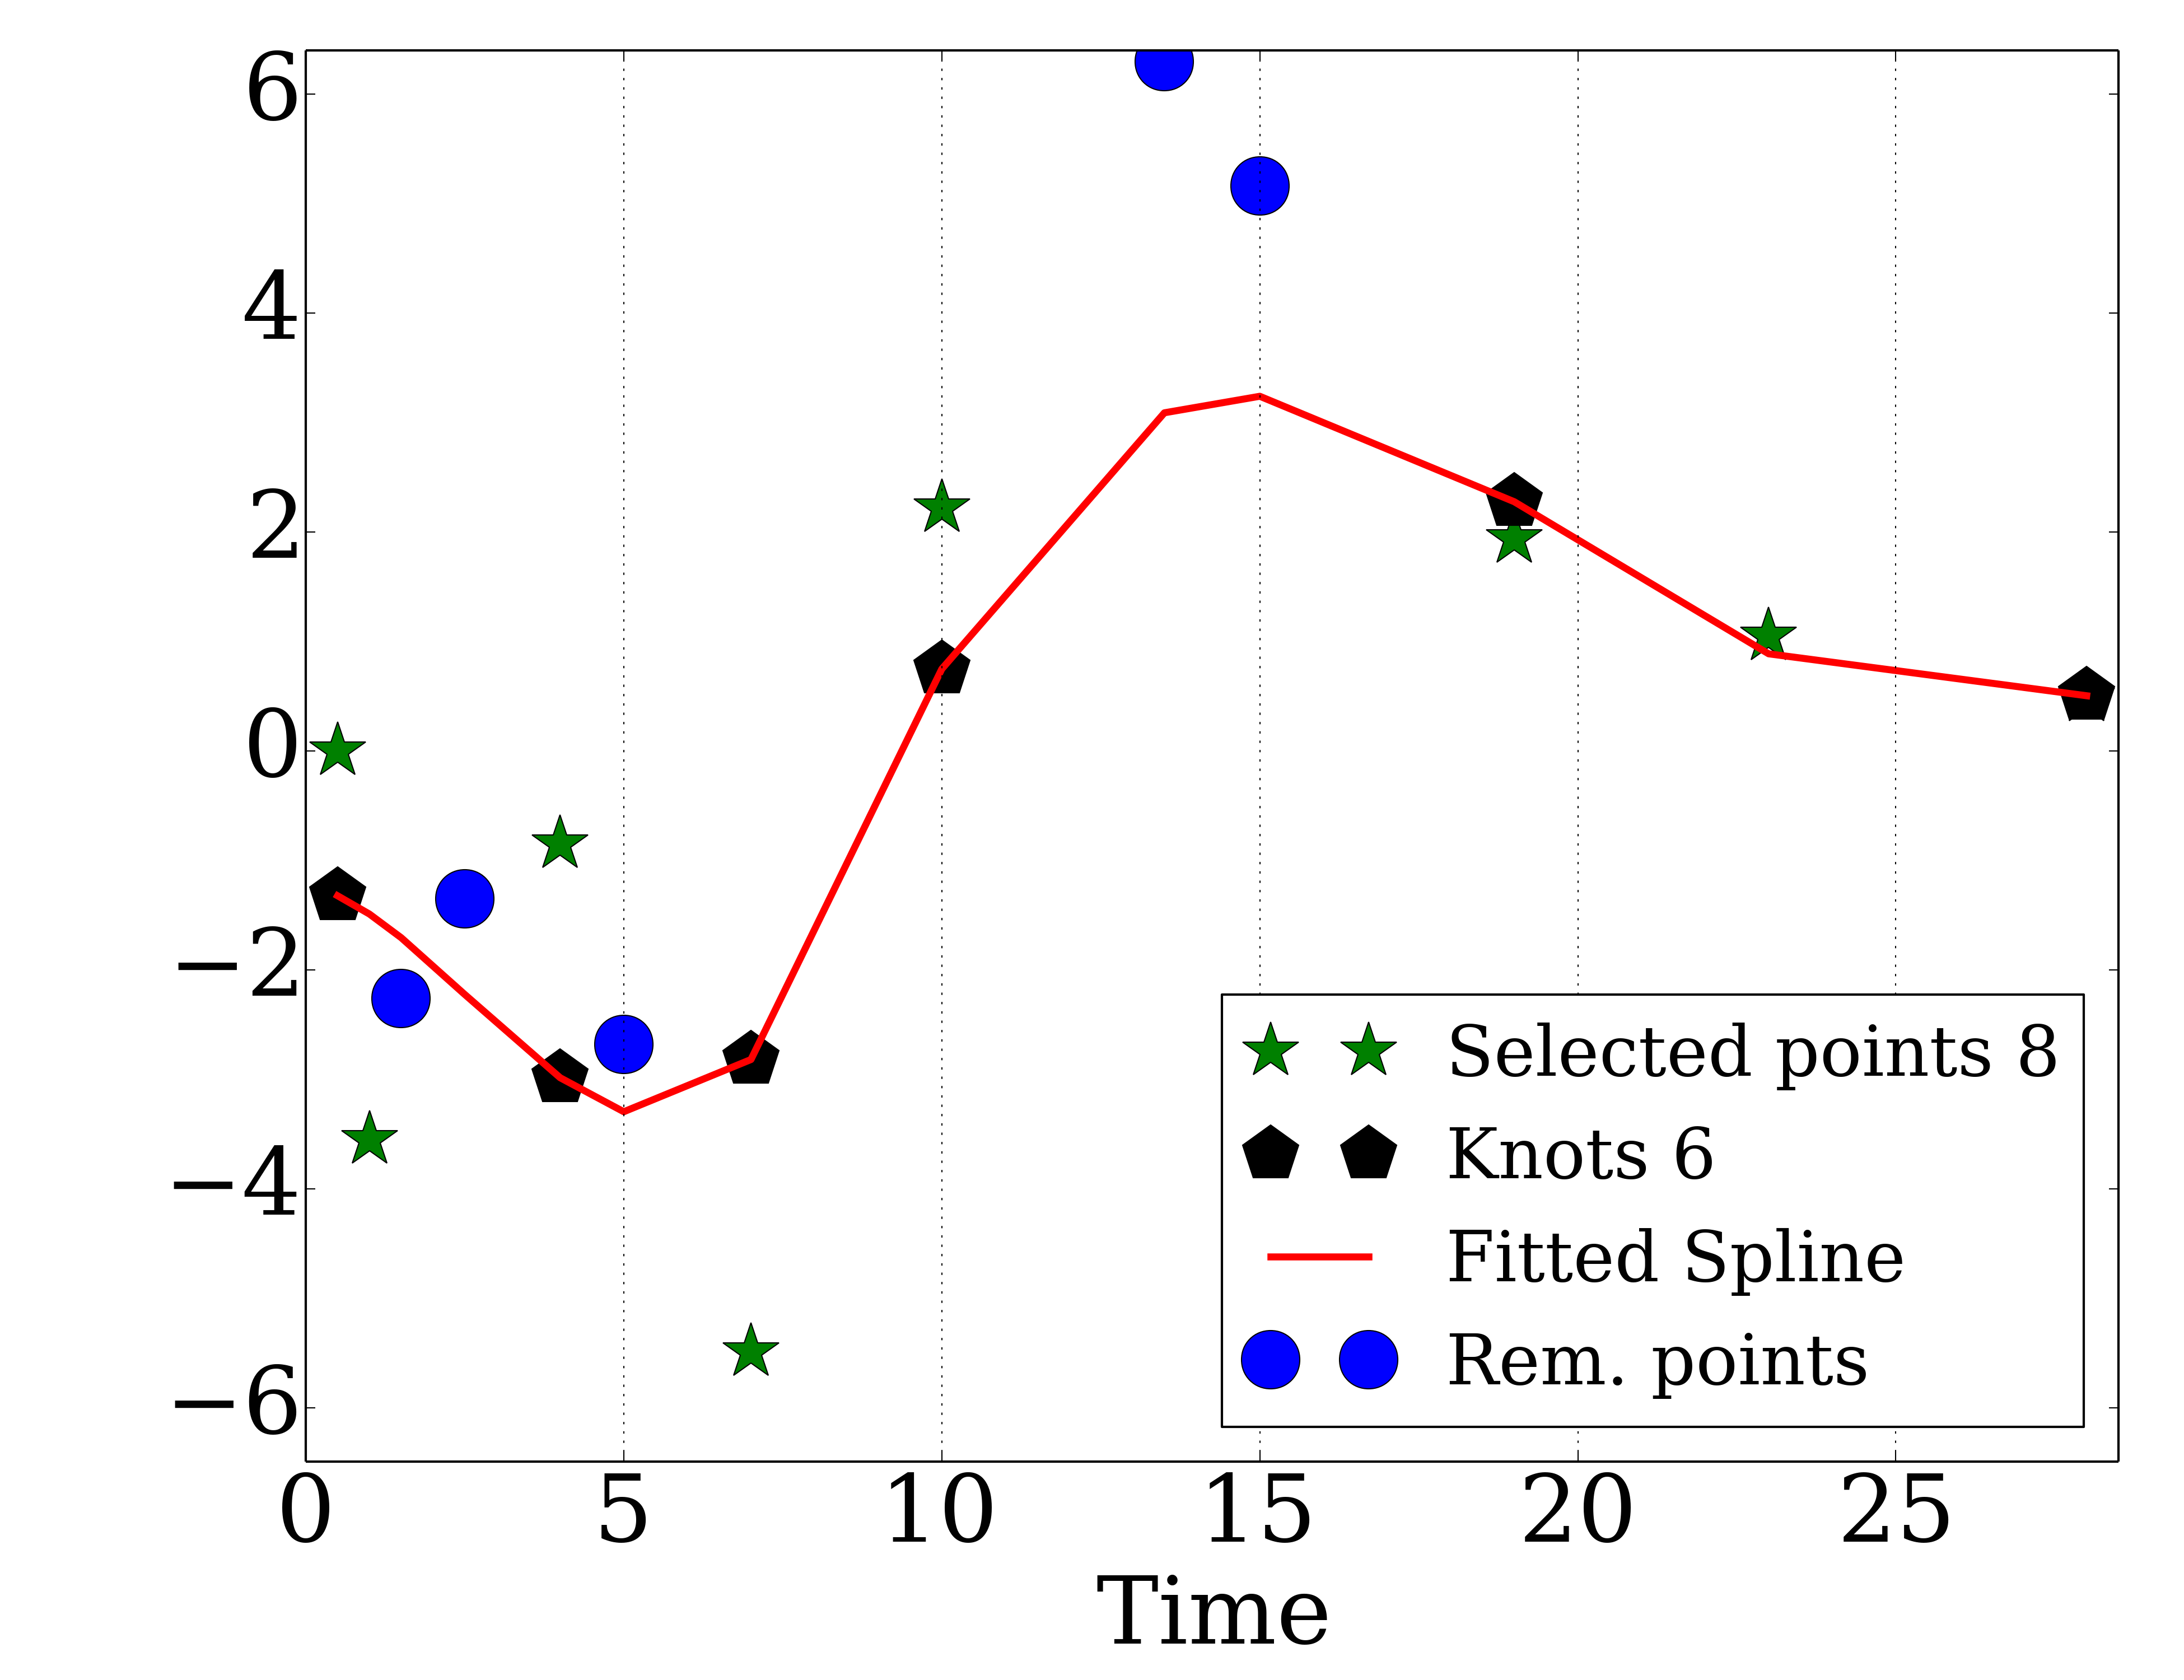 6
4
2
0
−2
−4
−6
0 5 10 15 20 25
Time
Selected points 8
Knots 6
Fitted Spline
Rem. points